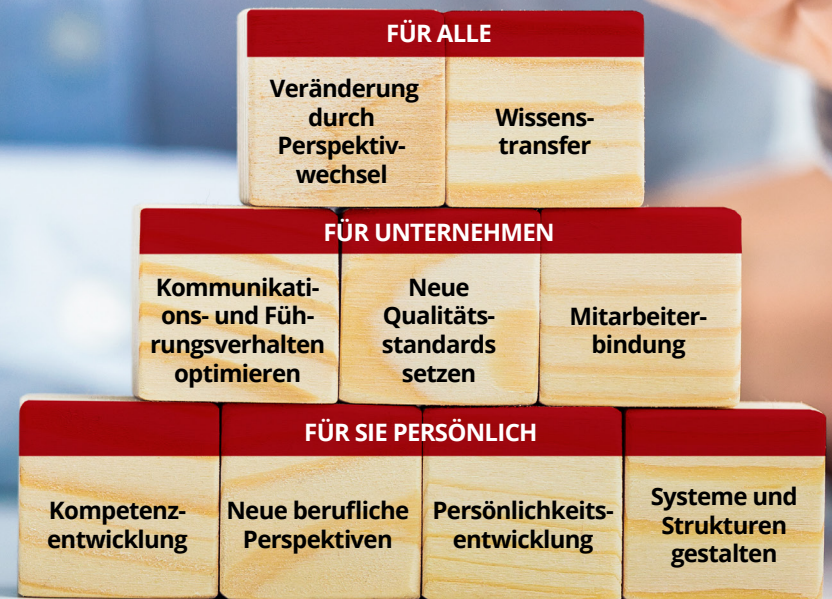 FÜR ALLE
Veränderung
durch
Perspektiv-
wechsel
Wissens-
transfer
FÜR UNTERNEHMEN
Kommunikati-
ons- und Füh-
rungsverhalten
optimieren
Neue
Qualitäts-
standards
setzen
Mitarbeiter-
bindung
FÜR SIE PERSÖNLICH
Kompetenz-
entwicklung
Neue berufliche
Perspektiven
Persönlichkeits-
entwicklung
Systeme und
Strukturen
gestalten